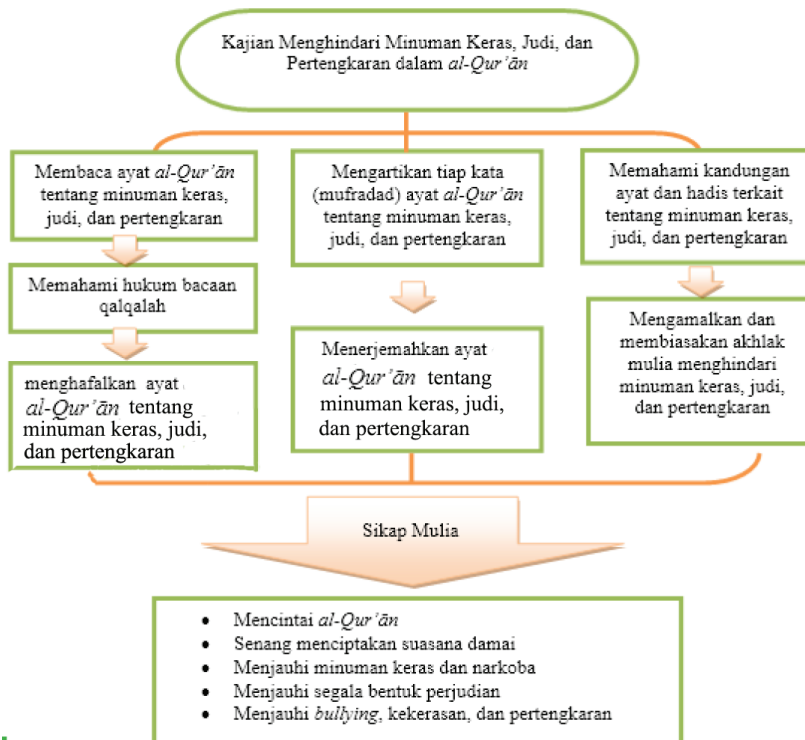 Kajian Menghindari Minuman Keras, Judi, dan
Pertengkaran dalam al-Qur'ān
Membaca ayat al-Qur'ān
tentang minuman keras,
judi, dan pertengkaran
Memahami hukum bacaan
qalqalah
menghafalkan ayat
al-Qur'ān tentang
minuman keras, judi,
dan pertengkaran
Mengartikan tiap kata
(mufradad) ayat al-Qur'ān
tentang minuman keras,
judi, dan pertengkaran
Menerjemahkan ayat
al-Qur'ān tentang
minuman keras, judi,
dan pertengkaran
Memahami kandungan
ayat dan hadis terkait
tentang minuman keras,
judi, dan pertengkaran
Mengamalkan dan
membiasakan akhlak
mulia menghindari
minuman keras, judi,
dan pertengkaran
Sikap Mulia
• Mencintai al-Qur'ān
• Senang menciptakan suasana damai
• Menjauhi minuman keras dan narkoba
• Menjauhi segala bentuk perjudian
• Menjauhi bullying, kekerasan, dan pertengkaran